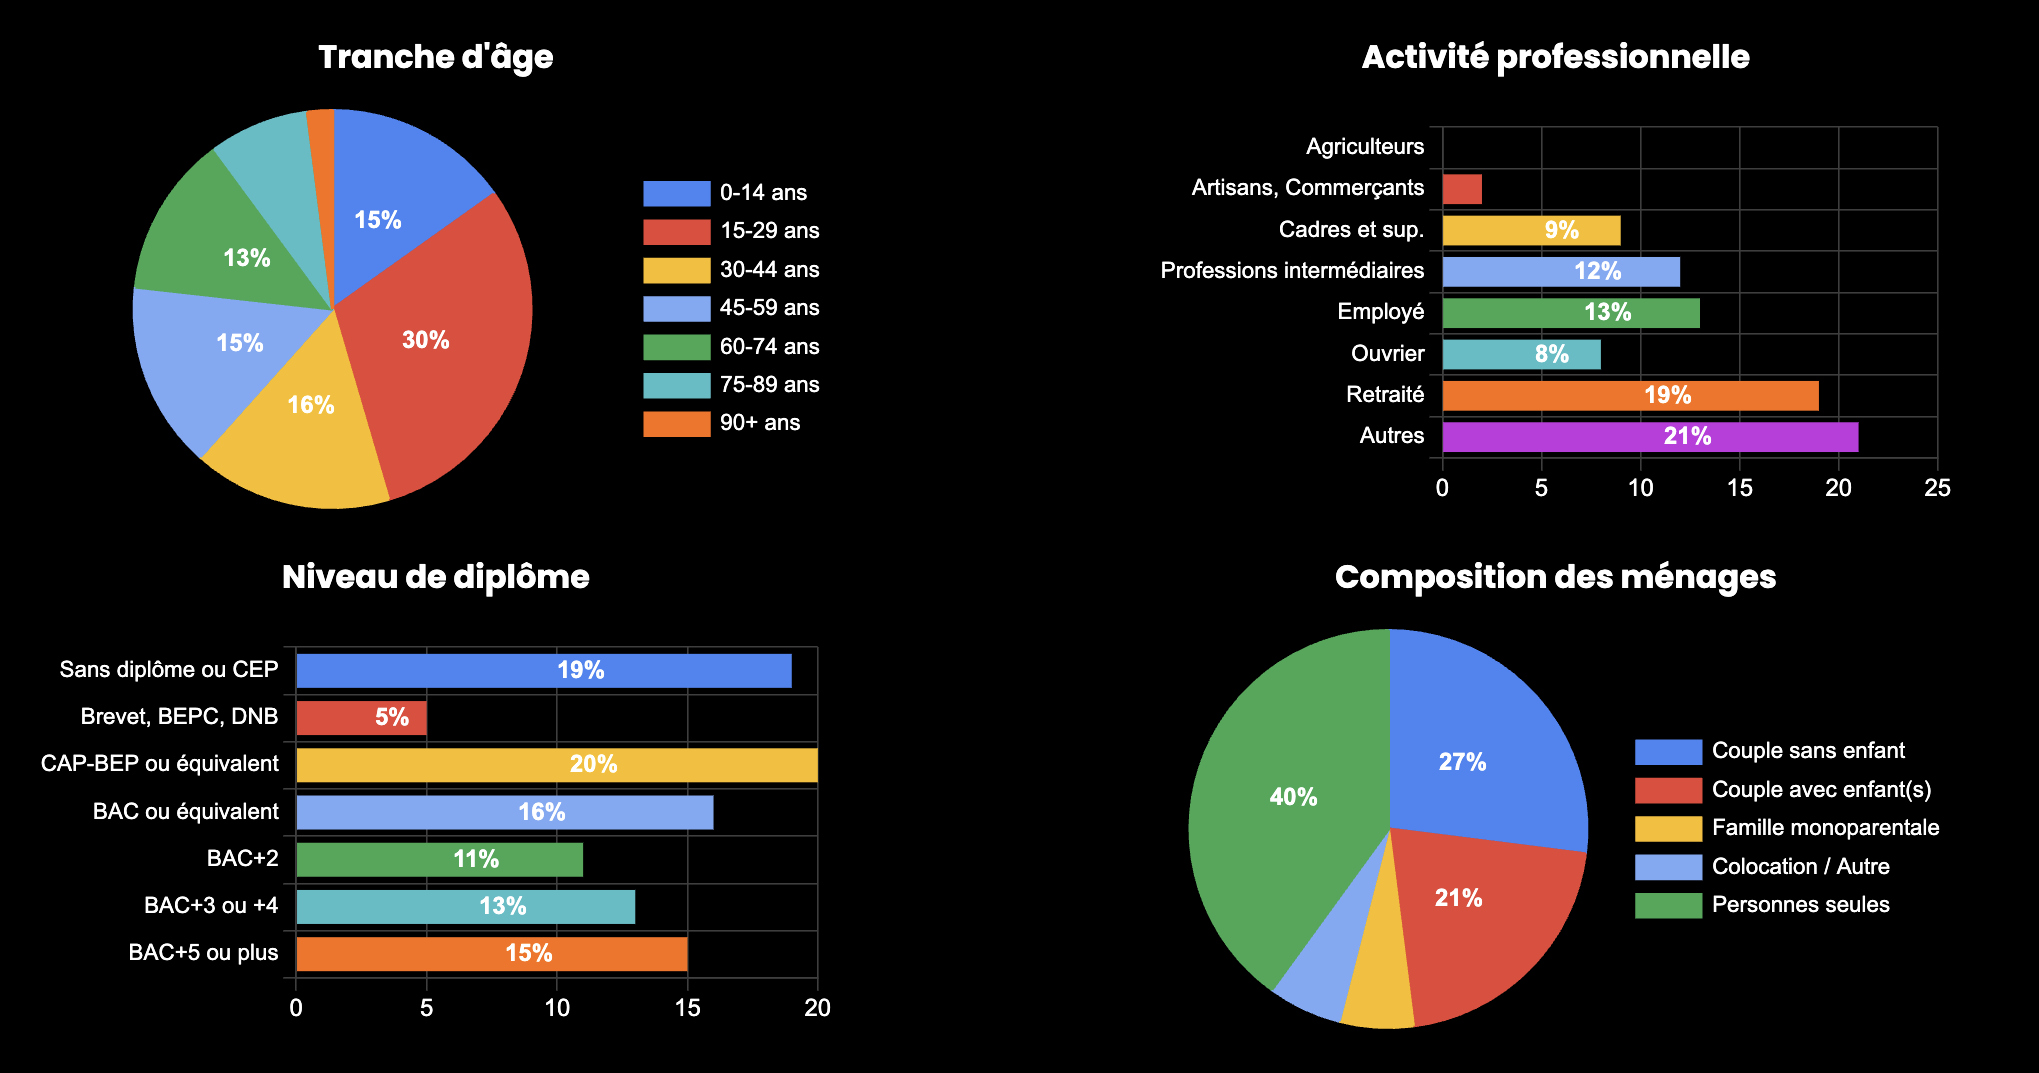 Tranche d'âge
15%
30%
16%
15%
13%
0-14 ans
15-29 ans
30-44 ans
45-59 ans
60-74 ans
75-89 ans
90+ ans
Activité professionnelle
Agriculteurs
Artisans, Commerçants
Cadres et sup. 9%
Professions intermédiaires 12%
Employé 13%
Ouvrier 8%
Retraité 19%
Autres 21%
0 5 10 15 20 25
Niveau de diplôme
Sans diplôme ou CEP 19%
Brevet, BEPC, DNB 5%
CAP-BEP ou équivalent 20%
BAC ou équivalent 16%
BAC+2 11%
BAC+3 ou +4 13%
BAC+5 ou plus 15%
0 5 10 15 20
Composition des ménages
27%
21%
40%
Couple sans enfant
Couple avec enfant(s)
Famille monoparentale
Colocation / Autre
Personnes seules